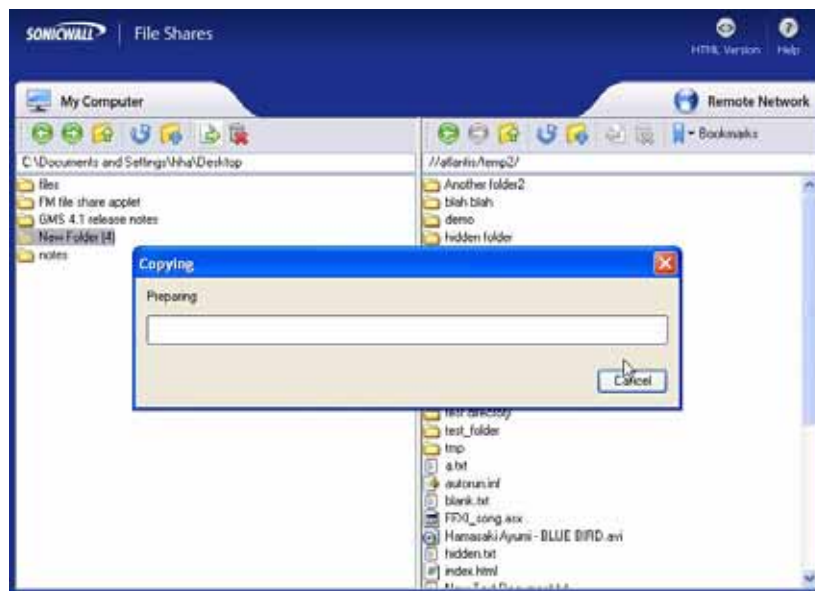 SONICWALL File Shares
HTML Version Help
My Computer
Remote Network
Bookmarks
C:\Documents and Settings\hha\Desktop
//atlantis/temp2/
files
FM file share applet
GMS 4.1 release notes
New Folder (4)
notes
Another folder2
blah blah
demo
hidden folder
Copying
Preparing
Cancel
test directory
test_folder
tmp
a.txt
autorun.inf
blank.txt
FFXI_song.asx
Hamasaki Ayumi - BLUE BIRD.avi
hidden.txt
index.html